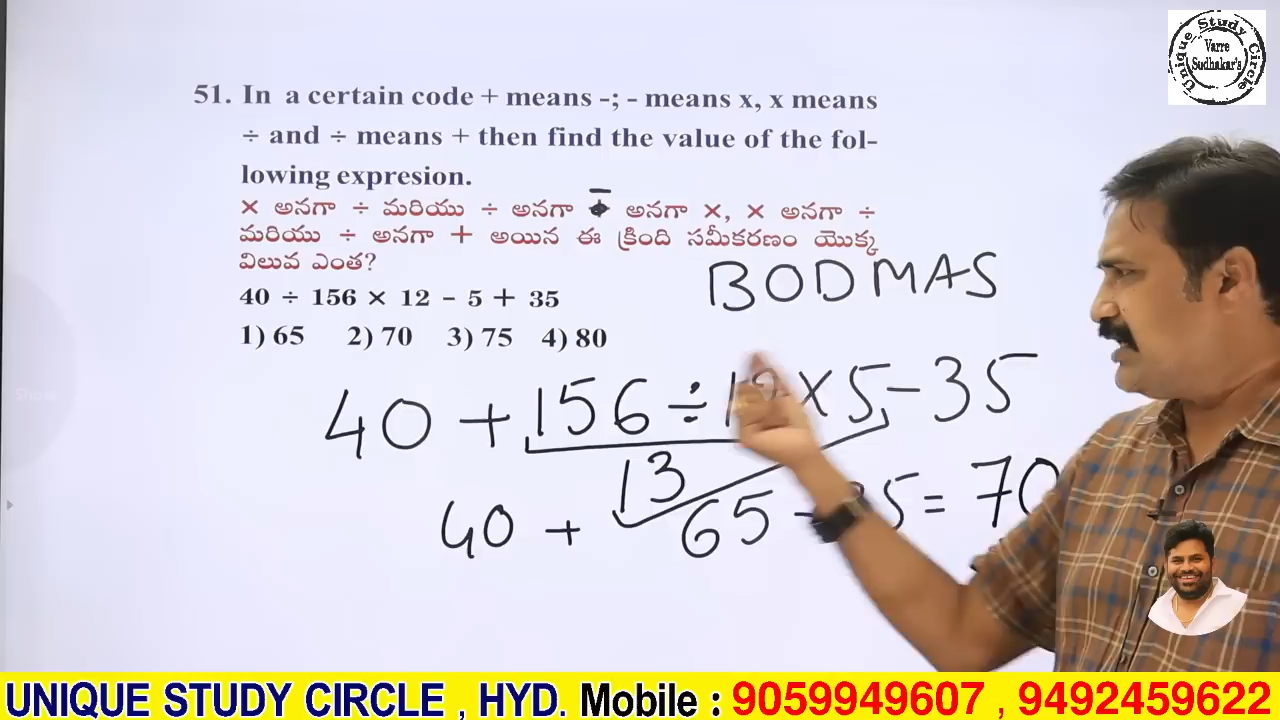 Unique Study Circle
Varre
Sudhakar's
51. In a certain code + means -; - means x, x means
÷ and ÷ means + then find the value of the fol-
lowing expresion.
× అనగా ÷ మరియు ÷ అనగా - అనగా ×, × అనగా ÷
మరియు ÷ అనగా + అయిన ఈ క్రింది సమీకరణం యొక్క
విలువ ఎంత?
BODMAS
40 ÷ 156 × 12 - 5 + 35
1) 65 2) 70 3) 75 4) 80
40 + 156 ÷ 12 × 5 - 35
13
40 + 65 - 35 = 70
UNIQUE STUDY CIRCLE , HYD. Mobile : 9059949607 , 9492459622